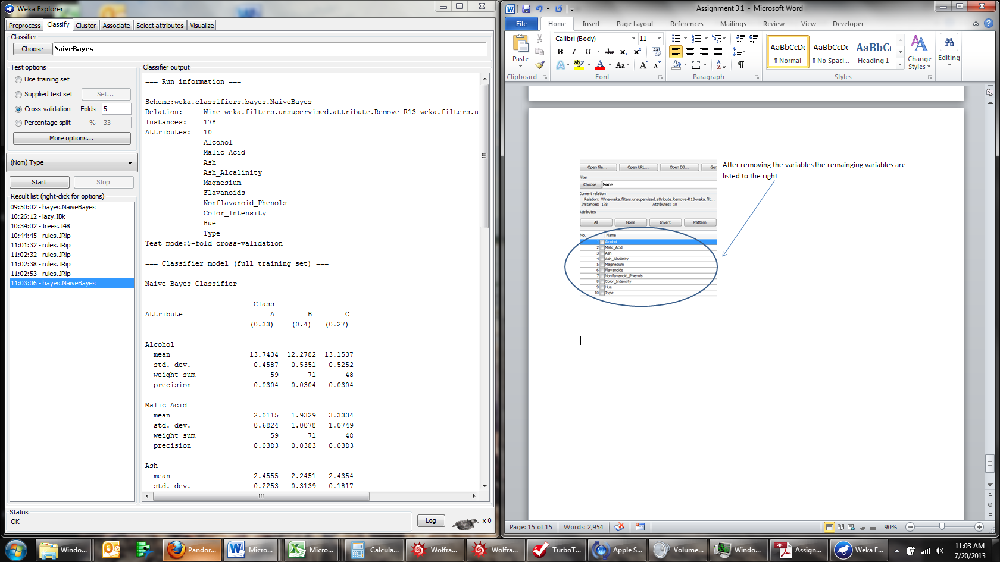 Weka Explorer
Preprocess Classify Cluster Associate Select attributes Visualize
Classifier
Choose NaiveBayes
Test options
Use training set
Supplied test set Set...
Cross-validation Folds 5
Percentage split % 33
More options...
(Nom) Type
Start Stop
Result list (right-click for options)
09:50:02 - bayes.NaiveBayes
10:26:12 - lazy.IBk
10:34:02 - trees.J48
10:44:45 - rules.JRip
11:01:32 - rules.JRip
11:02:32 - rules.JRip
11:02:38 - rules.JRip
11:02:53 - rules.JRip
11:03:06 - bayes.NaiveBayes
Classifier output
=== Run information ===
Scheme:weka.classifiers.bayes.NaiveBayes
Relation: Wine-weka.filters.unsupervised.attribute.Remove-R13-weka.filters.u
Instances: 178
Attributes: 10
Alcohol
Malic_Acid
Ash
Ash_Alcalinity
Magnesium
Flavanoids
Nonflavanoid_Phenols
Color_Intensity
Hue
Type
Test mode:5-fold cross-validation
=== Classifier model (full training set) ===
Naive Bayes Classifier
Class
Attribute A B C
(0.33) (0.4) (0.27)
==================================================
Alcohol
mean 13.7434 12.2782 13.1537
std. dev. 0.4587 0.5351 0.5252
weight sum 59 71 48
precision 0.0304 0.0304 0.0304
Malic_Acid
mean 2.0115 1.9329 3.3334
std. dev. 0.6824 1.0078 1.0749
weight sum 59 71 48
precision 0.0383 0.0383 0.0383
Ash
mean 2.4555 2.2451 2.4354
std. dev. 0.2253 0.3139 0.1817
Status
OK
Log x 0
Assignment 3.1 - Microsoft Word
File Home Insert Page Layout References Mailings Review View Developer
Paste
Clipboard
Calibri (Body) 11
B I U abc x₂ x²
A ab A Aa A A
Font
Paragraph
AaBbCcDc AaBbCcDc AaBbCc
¶ Normal ¶ No Spaci... Heading 1
Change Styles
Styles
Editing
Open file... Open URL... Open DB... Gen
Filter
Choose None
Current relation
Relation: Wine-weka.filters.unsupervised.attribute.Remove-R13-weka.filt...
Instances: 178 Attributes: 10
Attributes
All None Invert Pattern
No. Name
1 Alcohol
2 Malic_Acid
3 Ash
4 Ash_Alcalinity
5 Magnesium
6 Flavanoids
7 Nonflavanoid_Phenols
8 Color_Intensity
9 Hue
10 Type
After removing the variables the remainging variables are
listed to the right.
Page: 15 of 15 Words: 2,954 90%
Windo... Pandor... Micro... Micro... Calcula... Wolfra... Wolfra... TurboT... Apple S... Volume... Windo... Assign... Weka E...
11:03 AM
7/20/2013